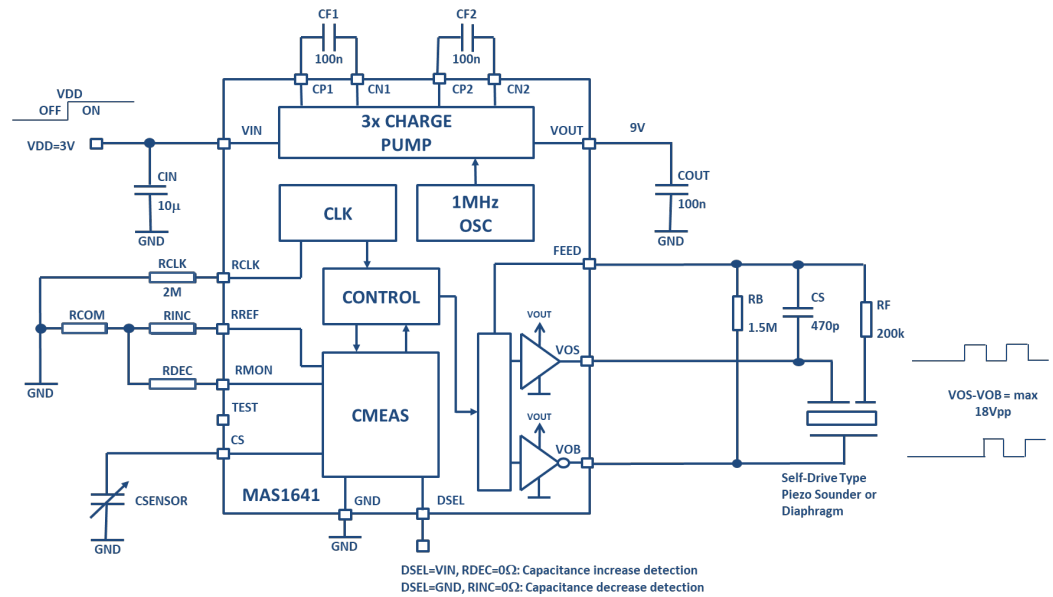 CF1
CF2
100n
100n
CP1
CN1
CP2
CN2
VDD
OFF
ON
VDD=3V
VIN
3x CHARGE
PUMP
VOUT
9V
CIN
10μ
GND
COUT
100n
GND
CLK
1MHz
OSC
FEED
RCLK
2M
RCLK
CONTROL
RCOM
RINC
RREF
RDEC
RMON
GND
TEST
CS
CMEAS
VOUT
VOS
VOUT
VOB
RB
1.5M
CS
470p
RF
200k
VOS-VOB = max
18Vpp
Self-Drive Type
Piezo Sounder or
Diaphragm
CSENSOR
GND
MAS1641
GND
DSEL
GND
DSEL=VIN, RDEC=0Ω: Capacitance increase detection
DSEL=GND, RINC=0Ω: Capacitance decrease detection